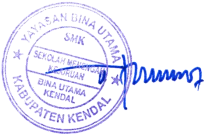 YAYASAN BINA UTAMA
SMK
SEKOLAH MENENGAH
KEJURUAN
BINA UTAMA
KENDAL
KABUPATEN KENDAL